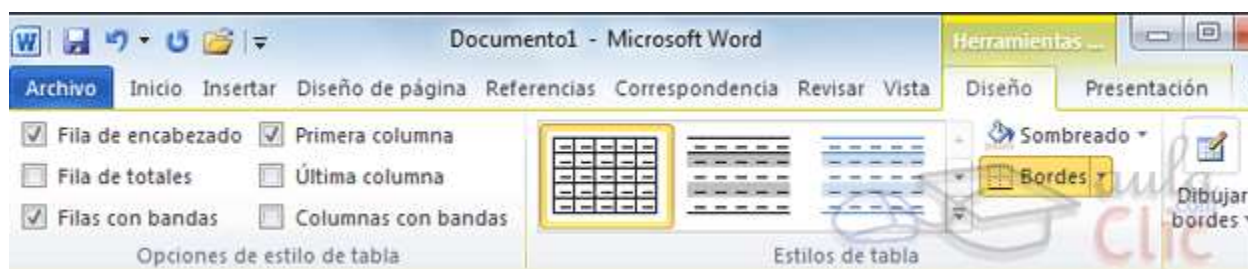 Documento1 - Microsoft Word
Herramientas ...
Archivo Inicio Insertar Diseño de página Referencias Correspondencia Revisar Vista Diseño Presentación
Fila de encabezado Primera columna
Fila de totales Última columna
Filas con bandas Columnas con bandas
Opciones de estilo de tabla
Sombreado
Bordes
Estilos de tabla
Dibujar
bordes
aula
Clic